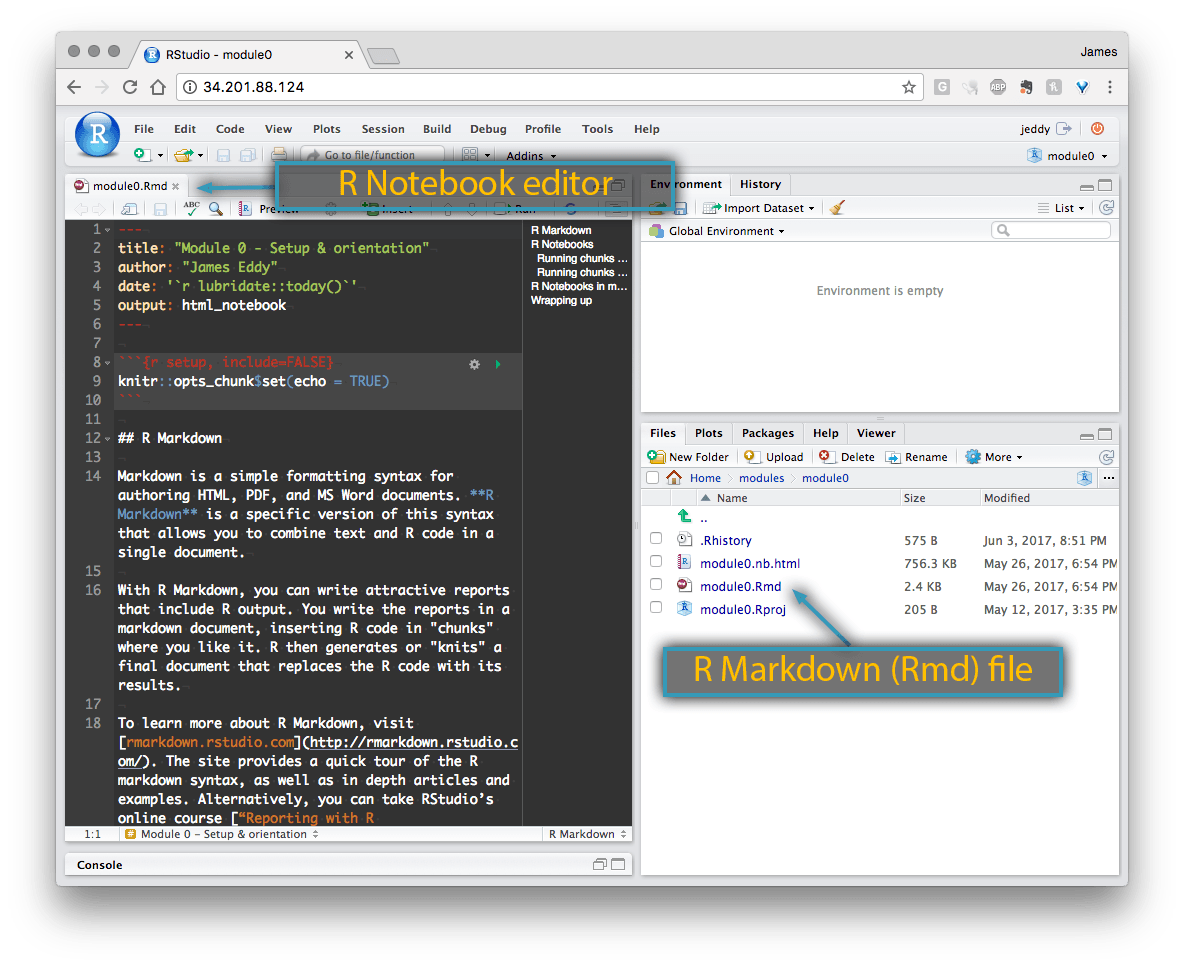 RStudio - module0
James
34.201.88.124
File Edit Code View Plots Session Build Debug Profile Tools Help
jeddy
Go to file/function
Addins
module0
R Notebook editor
module0.Rmd
ABC
Environment History
Import Dataset
List
Global Environment
Environment is empty
1 ---
2 title: "Module 0 - Setup & orientation"
3 author: "James Eddy"
4 date: '`r lubridate::today()`'
5 output: html_notebook
6 ---
7
8 ```{r setup, include=FALSE}
9 knitr::opts_chunk$set(echo = TRUE)
10 ```
11
12 ## R Markdown
13
14 Markdown is a simple formatting syntax for
authoring HTML, PDF, and MS Word documents. **R
Markdown** is a specific version of this syntax
that allows you to combine text and R code in a
single document.
15
16 With R Markdown, you can write attractive reports
that include R output. You write the reports in a
markdown document, inserting R code in "chunks"
where you like it. R then generates or "knits" a
final document that replaces the R code with its
results.
17
18 To learn more about R Markdown, visit
[rmarkdown.rstudio.com](http://rmarkdown.rstudio.c
om/). The site provides a quick tour of the R
markdown syntax, as well as in depth articles and
examples. Alternatively, you can take RStudio’s
online course [“Reporting with R
R Markdown
R Notebooks
Running chunks ...
Running chunks ...
R Notebooks in m...
Wrapping up
1:1 Module 0 - Setup & orientation
R Markdown
Console
Files Plots Packages Help Viewer
New Folder Upload Delete Rename More
Home modules module0
Name Size Modified
..
.Rhistory 575 B Jun 3, 2017, 8:51 PM
module0.nb.html 756.3 KB May 26, 2017, 6:54 PM
module0.Rmd 2.4 KB May 26, 2017, 6:54 PM
module0.Rproj 205 B May 12, 2017, 3:35 PM
R Markdown (Rmd) file